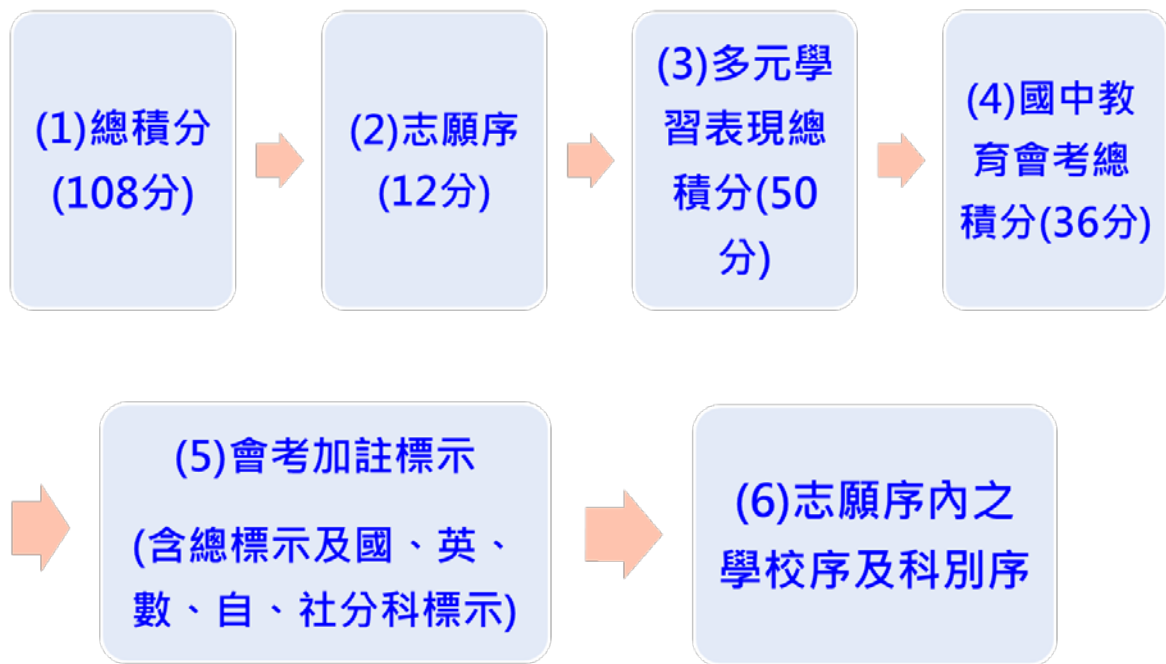 (1)總積分
(108分)
(2)志願序
(12分)
(3)多元學
習表現總
積分(50
分)
(4)國中教
育會考總
積分(36分)
(5)會考加註標示
(含總標示及國、英、
數、自、社分科標示)
(6)志願序內之
學校序及科別序